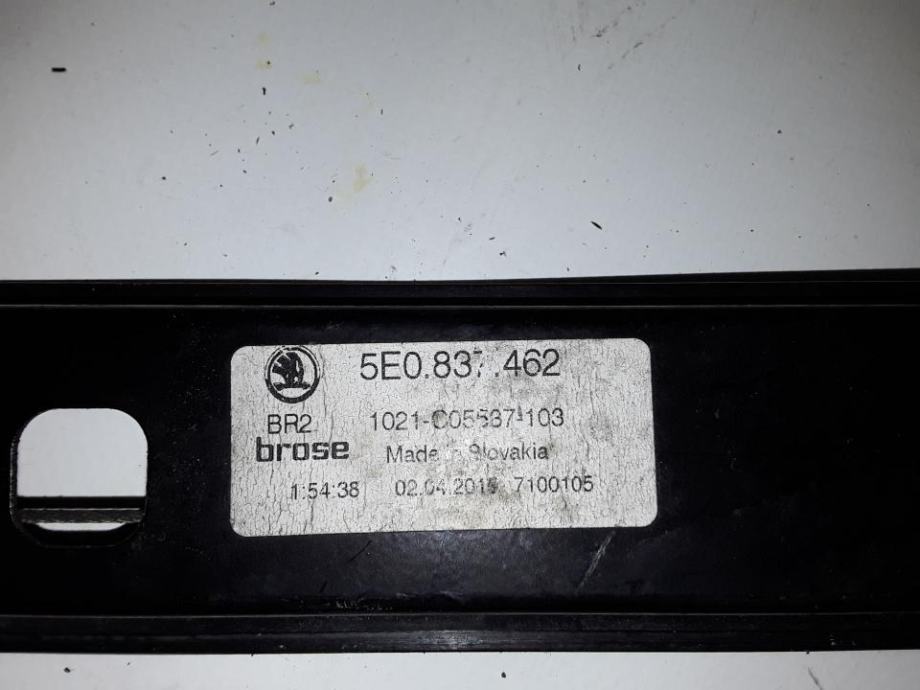 5E0.837.462
BR2
1021-C05537-103
brose
Made in Slovakia
1:54:38
02.04.2015 7100105